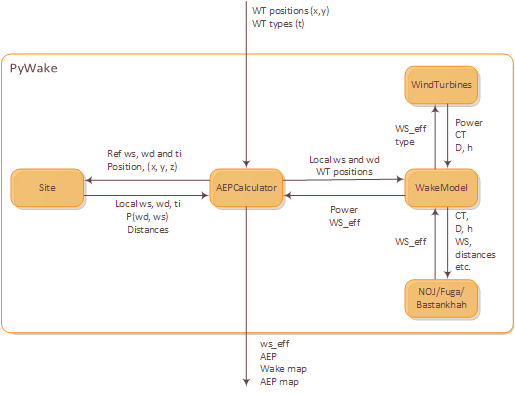 WT positions (x,y)
WT types (t)
PyWake
WindTurbines
WS_eff
type
Power
CT
D, h
Ref ws, wd and ti
Position, (x, y, z)
Local ws and wd
WT positions
Site
AEPCalculator
WakeModel
Local ws, wd, ti
P(wd, ws)
Distances
Power
WS_eff
WS_eff
CT,
D, h
WS,
distances
etc.
NOJ/Fuga/
Bastankhah
ws_eff
AEP
Wake map
AEP map